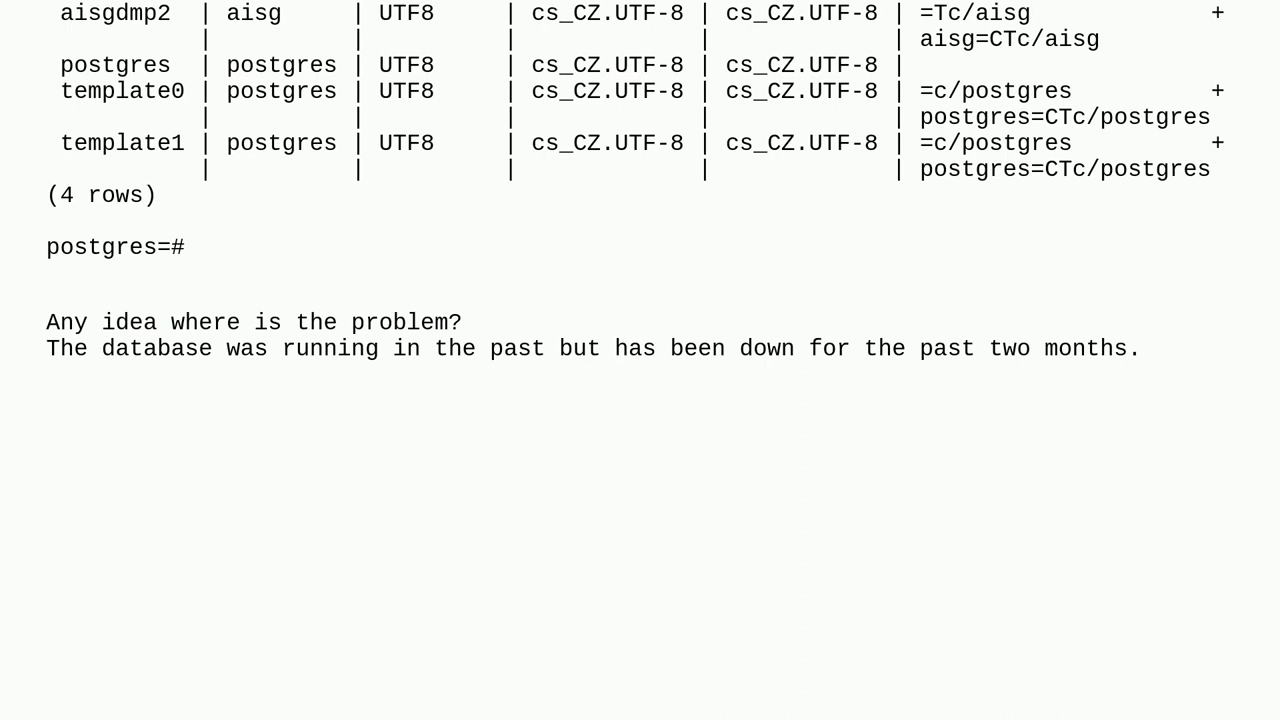 aisgdmp2  | aisg     | UTF8     | cs_CZ.UTF-8 | cs_CZ.UTF-8 | =Tc/aisg             +
           |          |          |             |             | aisg=CTc/aisg
 postgres  | postgres | UTF8     | cs_CZ.UTF-8 | cs_CZ.UTF-8 |
 template0 | postgres | UTF8     | cs_CZ.UTF-8 | cs_CZ.UTF-8 | =c/postgres          +
           |          |          |             |             | postgres=CTc/postgres
 template1 | postgres | UTF8     | cs_CZ.UTF-8 | cs_CZ.UTF-8 | =c/postgres          +
           |          |          |             |             | postgres=CTc/postgres
(4 rows)
postgres=#
Any idea where is the problem?
The database was running in the past but has been down for the past two months.